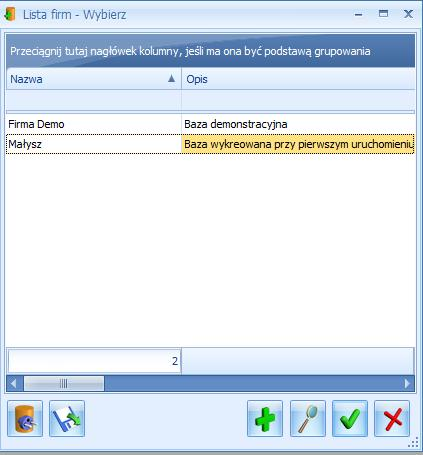 Lista firm - Wybierz
Przeciągnij tutaj nagłówek kolumny, jeśli ma ona być podstawą grupowania
Nazwa Opis
Firma Demo Baza demonstracyjna
Małysz Baza wykreowana przy pierwszym uruchomieniu
2